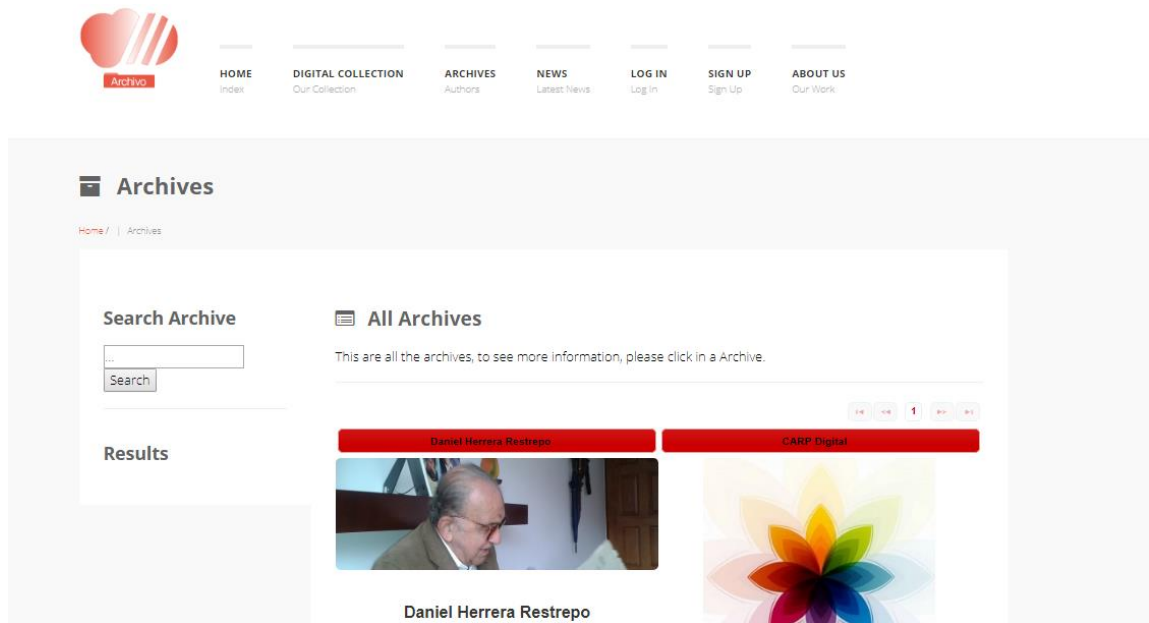 Archivo
HOME
Index
DIGITAL COLLECTION
Our Collection
ARCHIVES
Authors
NEWS
Latest News
LOG IN
Log In
SIGN UP
Sign Up
ABOUT US
Our Work
Archives
Home / | Archives
Search Archive
...
Search
Results
All Archives
This are all the archives, to see more information, please click in a Archive.
1
Daniel Herrera Restrepo
CARP Digital
Daniel Herrera Restrepo